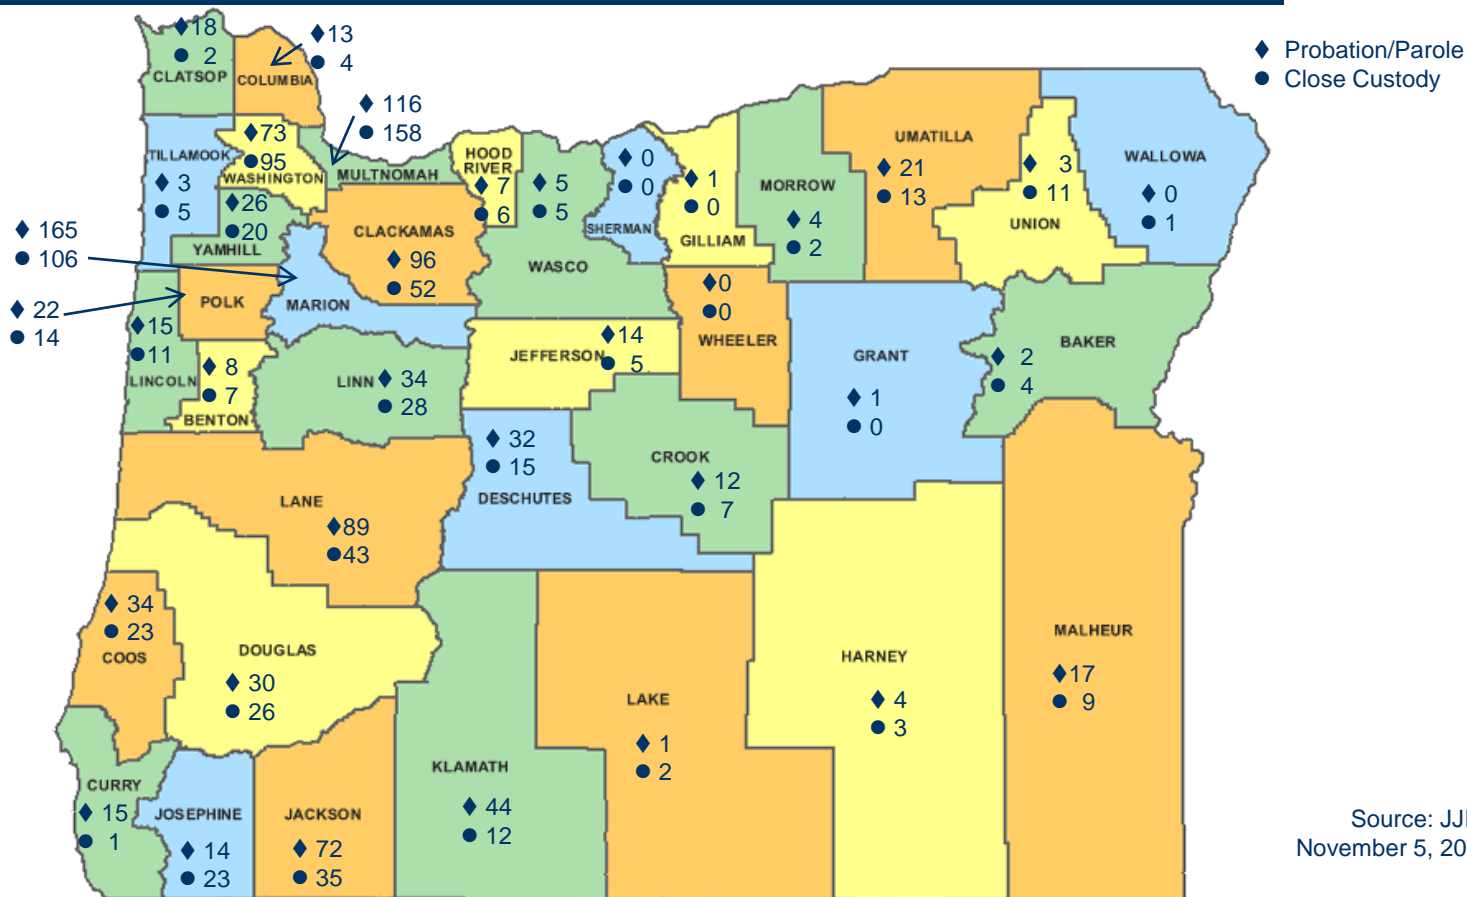 ♦ Probation/Parole
● Close Custody
♦18
● 2
CLATSOP
♦13
● 4
COLUMBIA
♦ 116
● 158
MULTNOMAH
♦73
●95
WASHINGTON
TILLAMOOK
♦ 3
● 5
♦26
●20
YAMHILL
HOOD
RIVER
♦ 7
● 6
♦ 5
● 5
WASCO
♦ 0
● 0
SHERMAN
♦ 1
● 0
GILLIAM
MORROW
♦ 4
● 2
UMATILLA
♦ 21
● 13
♦ 3
● 11
UNION
WALLOWA
♦ 0
● 1
♦ 165
● 106
MARION
CLACKAMAS
♦ 96
● 52
♦ 22
● 14
POLK
♦15
●11
LINCOLN
♦ 8
● 7
BENTON
LINN ♦ 34
● 28
JEFFERSON ♦14
● 5
♦0
●0
WHEELER
GRANT
♦ 1
● 0
BAKER
♦ 2
● 4
♦ 32
● 15
DESCHUTES
CROOK
♦ 12
● 7
LANE
♦89
●43
♦ 34
● 23
COOS
DOUGLAS
♦ 30
● 26
LAKE
♦ 1
● 2
HARNEY
♦ 4
● 3
MALHEUR
♦17
● 9
CURRY
♦ 15
● 1
JOSEPHINE
♦ 14
● 23
JACKSON
♦ 72
● 35
KLAMATH
♦ 44
● 12
Source:
November 5,